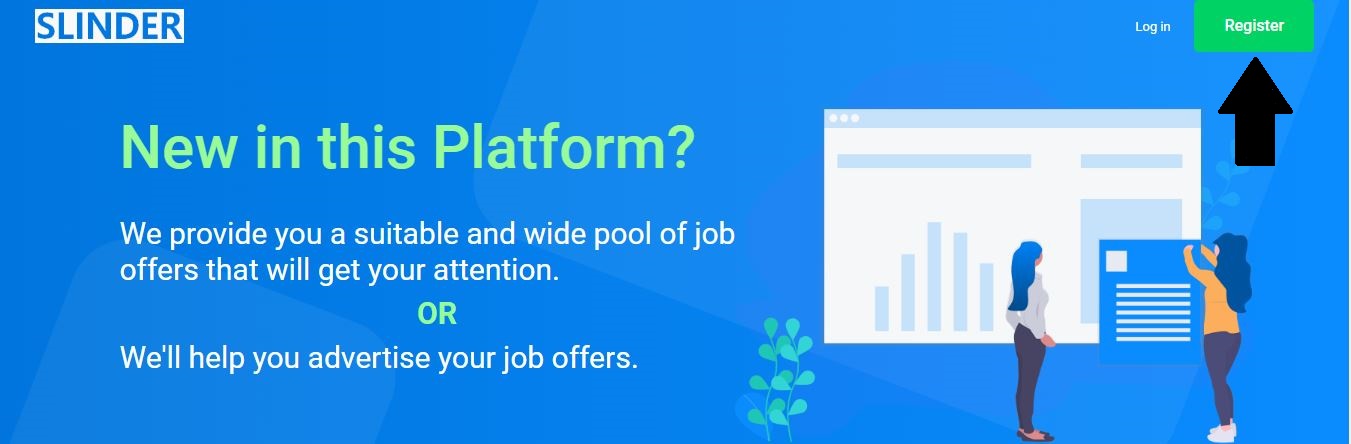 SLINDER
Log in
Register
New in this Platform?
We provide you a suitable and wide pool of job
offers that will get your attention.
OR
We'll help you advertise your job offers.